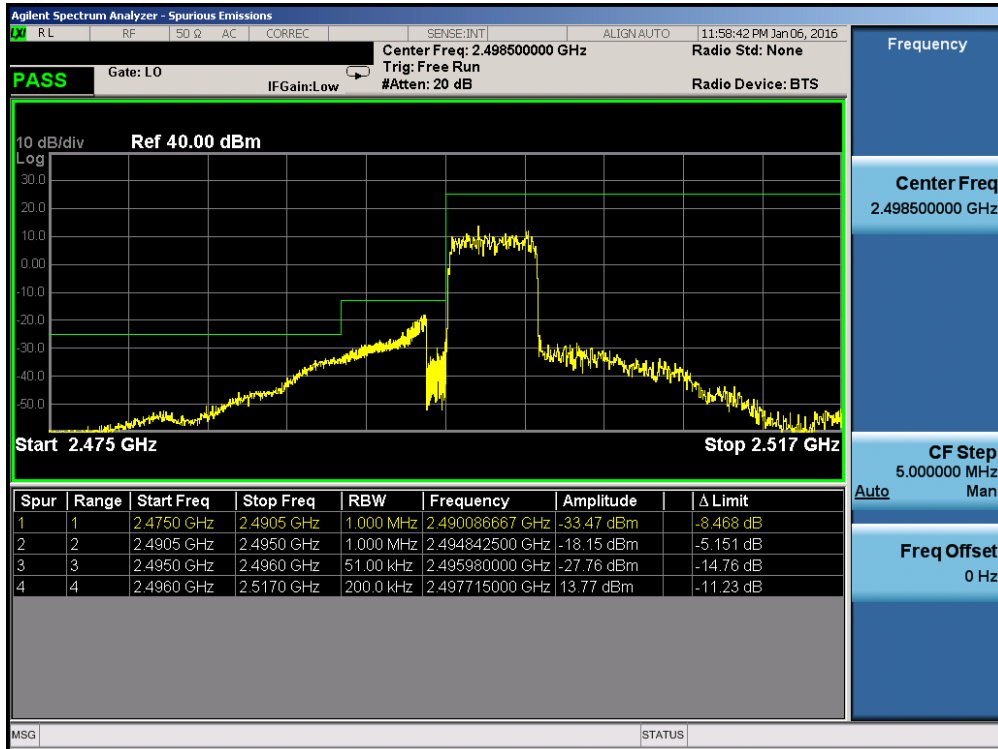 Agilent Spectrum Analyzer - Spurious Emissions
LXI RL RF 50 Ω AC CORREC SENSE:INT ALIGN AUTO 11:58:42 PM Jan 06, 2016
Center Freq: 2.498500000 GHz Radio Std: None
Trig: Free Run
PASS Gate: LO IFGain:Low #Atten: 20 dB Radio Device: BTS
Frequency
10 dB/div Ref 40.00 dBm
Log
30.0
20.0
10.0
0.00
-10.0
-20.0
-30.0
-40.0
-50.0
Start 2.475 GHz Stop 2.517 GHz
Center Freq
2.498500000 GHz
CF Step
5.000000 MHz
Auto Man
Freq Offset
0 Hz
Spur Range Start Freq Stop Freq RBW Frequency Amplitude Δ Limit
1 1 2.4750 GHz 2.4905 GHz 1.000 MHz 2.490086667 GHz -33.47 dBm -8.468 dB
2 2 2.4905 GHz 2.4950 GHz 1.000 MHz 2.494842500 GHz -18.15 dBm -5.151 dB
3 3 2.4950 GHz 2.4960 GHz 51.00 kHz 2.495980000 GHz -27.76 dBm -14.76 dB
4 4 2.4960 GHz 2.5170 GHz 200.0 kHz 2.497715000 GHz 13.77 dBm -11.23 dB
MSG STATUS